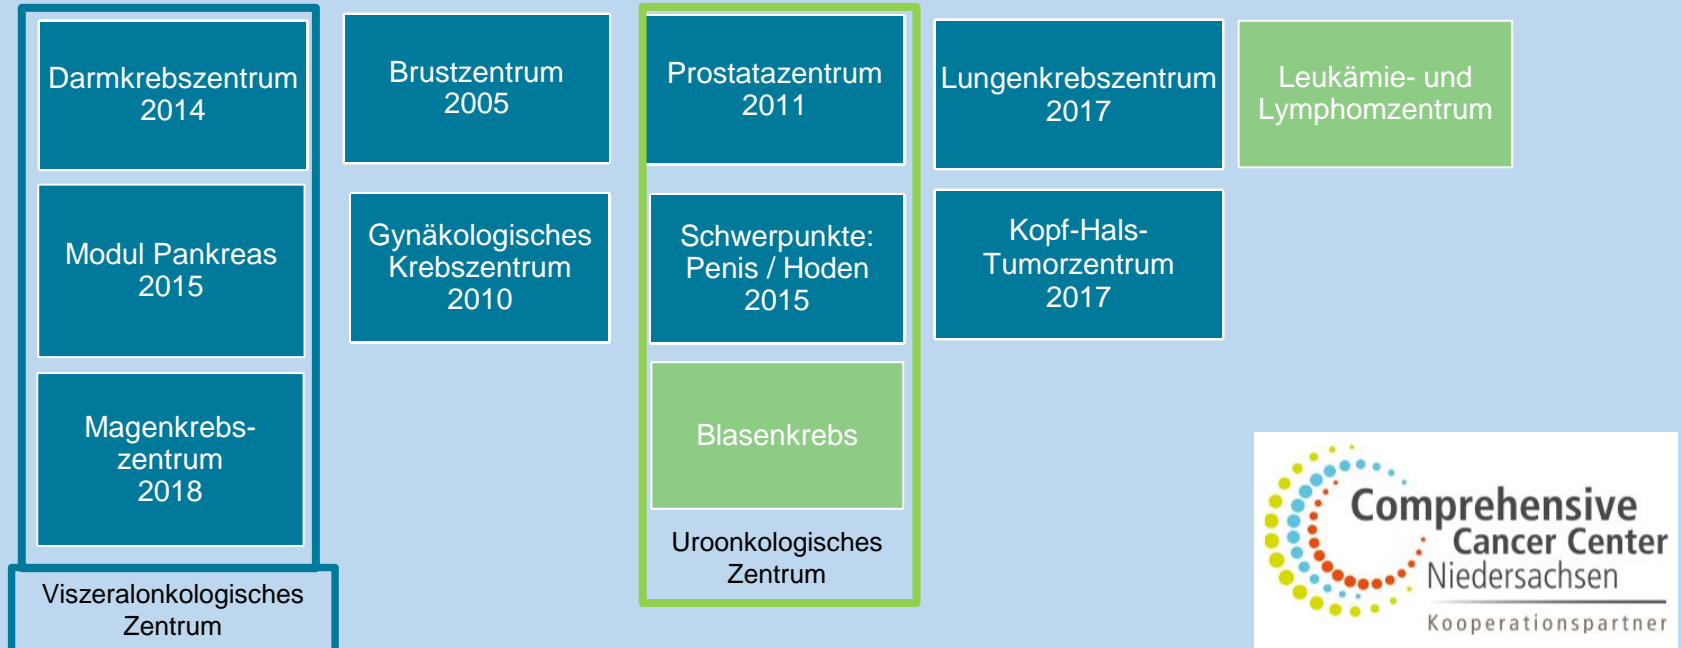 Darmkrebszentrum
2014
Brustzentrum
2005
Prostatazentrum
2011
Lungenkrebszentrum
2017
Leukämie- und
Lymphomzentrum
Modul Pankreas
2015
Gynäkologisches
Krebszentrum
2010
Schwerpunkte:
Penis / Hoden
2015
Kopf-Hals-
Tumorzentrum
2017
Magenkrebs-
zentrum
2018
Blasenkrebs
Uroonkologisches
Zentrum
Viszeralonkologisches
Zentrum
Comprehensive
Cancer Center
Niedersachsen
Kooperationspartner